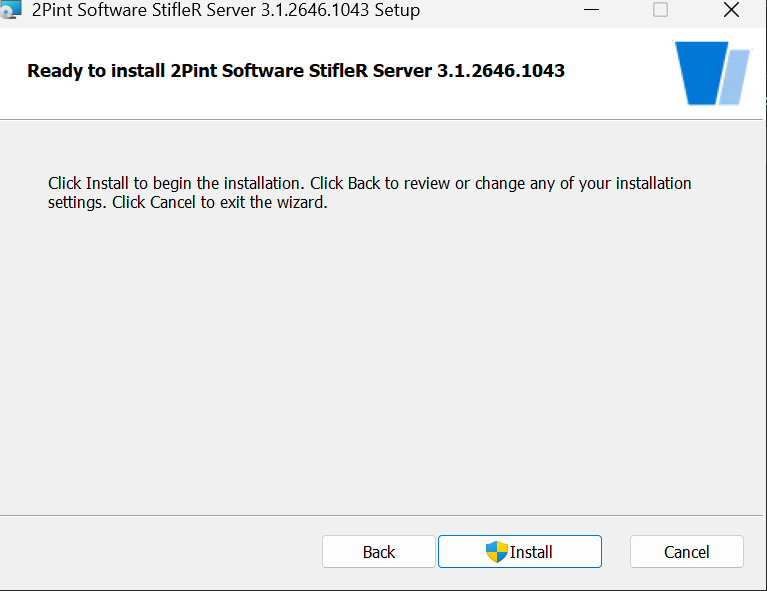 2Pint Software StifleR Server 3.1.2646.1043 Setup
Ready to install 2Pint Software StifleR Server 3.1.2646.1043
Click Install to begin the installation. Click Back to review or change any of your installation
settings. Click Cancel to exit the wizard.
Back
Install
Cancel